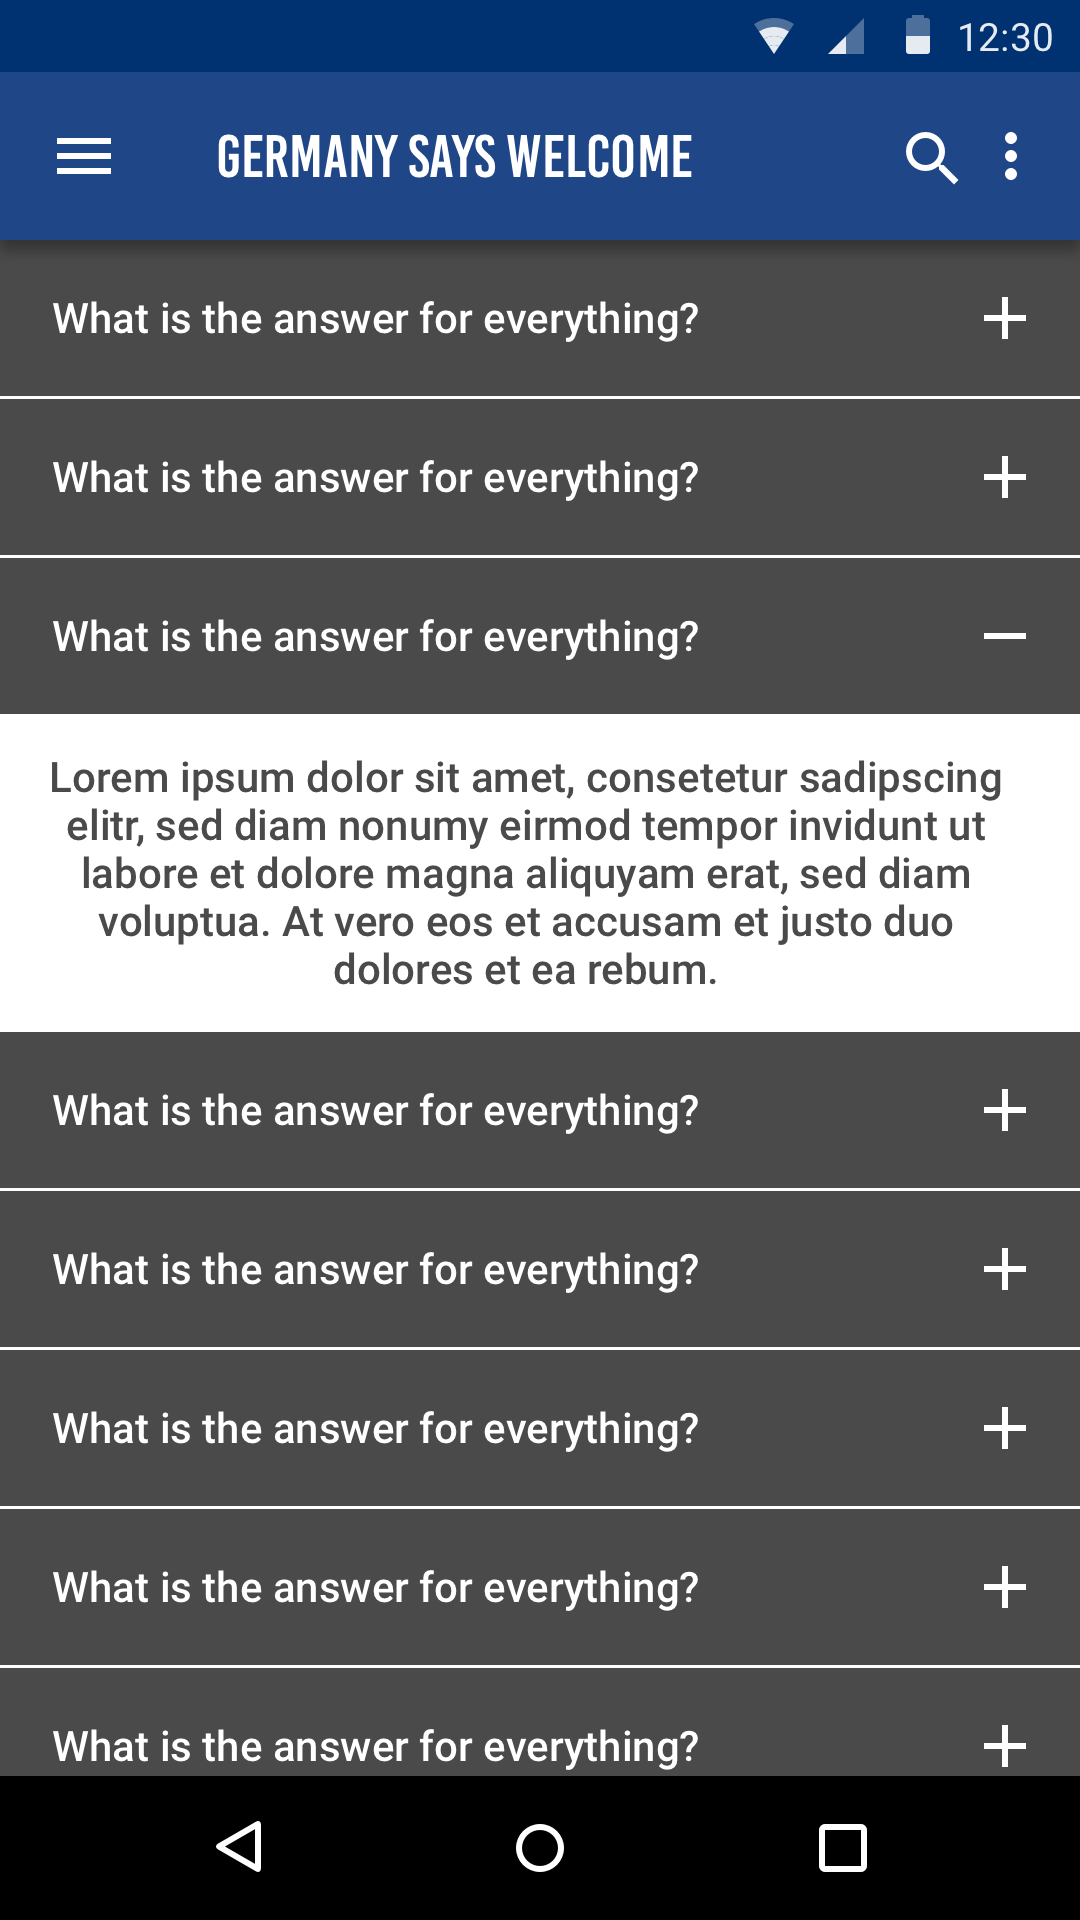 12:30
GERMANY SAYS WELCOME
What is the answer for everything?
What is the answer for everything?
What is the answer for everything?
Lorem ipsum dolor sit amet, consetetur sadipscing
elitr, sed diam nonumy eirmod tempor invidunt ut
labore et dolore magna aliquyam erat, sed diam
voluptua. At vero eos et accusam et justo duo
dolores et ea rebum.
What is the answer for everything?
What is the answer for everything?
What is the answer for everything?
What is the answer for everything?
What is the answer for everything?